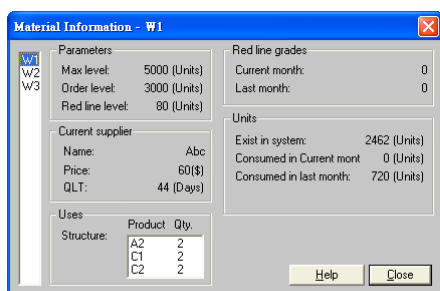 Material Information - W1
W1
W2
W3
Parameters
Max level: 5000 (Units)
Order level: 3000 (Units)
Red line level: 80 (Units)
Current supplier
Name: Abc
Price: 60($)
QLT: 44 (Days)
Uses
Structure:
Product Qty.
A2 2
C1 2
C2 2
Red line grades
Current month: 0
Last month: 0
Units
Exist in system: 2462 (Units)
Consumed in Current mont 0 (Units)
Consumed in last month: 720 (Units)
Help Close